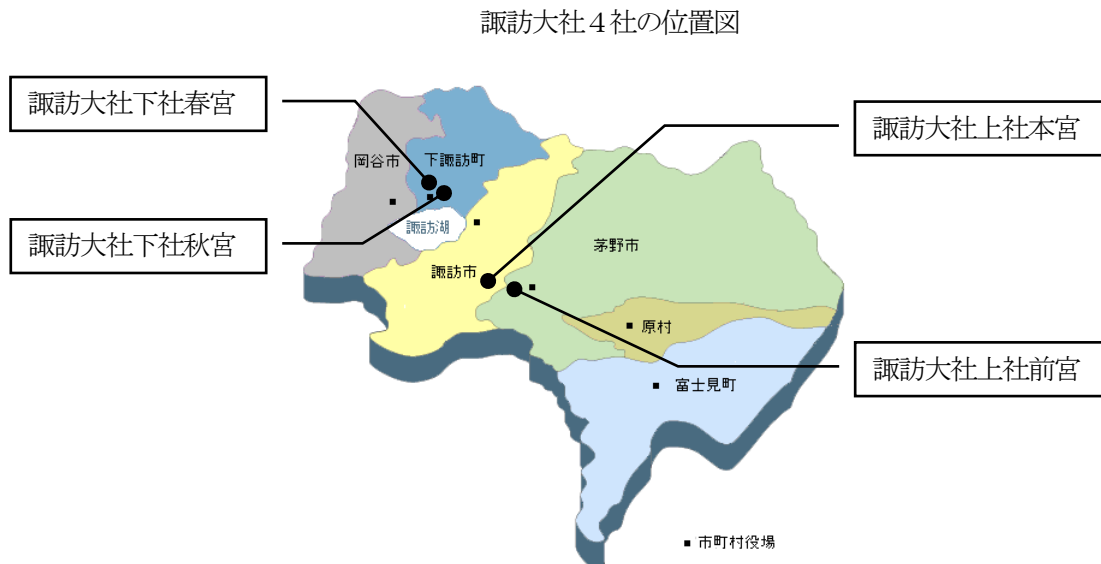 諏訪大社４社の位置図
諏訪大社下社春宮
諏訪大社上社本宮
岡谷市
下諏訪町
諏訪湖
諏訪大社下社秋宮
茅野市
諏訪市
原村
諏訪大社上社前宮
富士見町
市町村役場